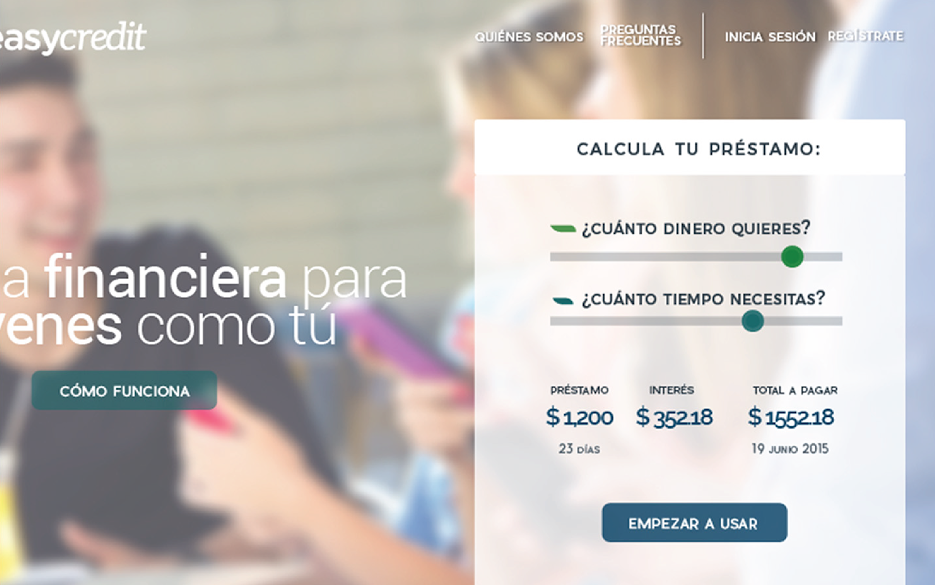 easycredit
QUIÉNES SOMOS
PREGUNTAS
FRECUENTES
INICIA SESIÓN
REGÍSTRATE
CALCULA TU PRÉSTAMO:
¿CUÁNTO DINERO QUIERES?
a financiera para
venes como tú
¿CUÁNTO TIEMPO NECESITAS?
CÓMO FUNCIONA
PRÉSTAMO INTERÉS TOTAL A PAGAR
$1,200 $352.18 $1552.18
23 DÍAS 19 JUNIO 2015
EMPEZAR A USAR